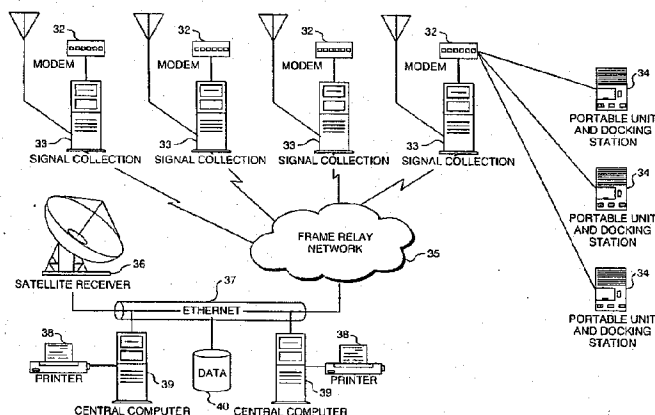 32
32
32
32
MODEM
MODEM
MODEM
MODEM
33
33
33
33
SIGNAL COLLECTION
SIGNAL COLLECTION
SIGNAL COLLECTION
SIGNAL COLLECTION
34
PORTABLE UNIT
AND DOCKING
STATION
34
PORTABLE UNIT
AND DOCKING
STATION
34
PORTABLE UNIT
AND DOCKING
STATION
FRAME RELAY
NETWORK
35
36
SATELLITE RECEIVER
37
ETHERNET
38
PRINTER
39
CENTRAL COMPUTER
DATA
40
38
PRINTER
39
CENTRAL COMPUTER